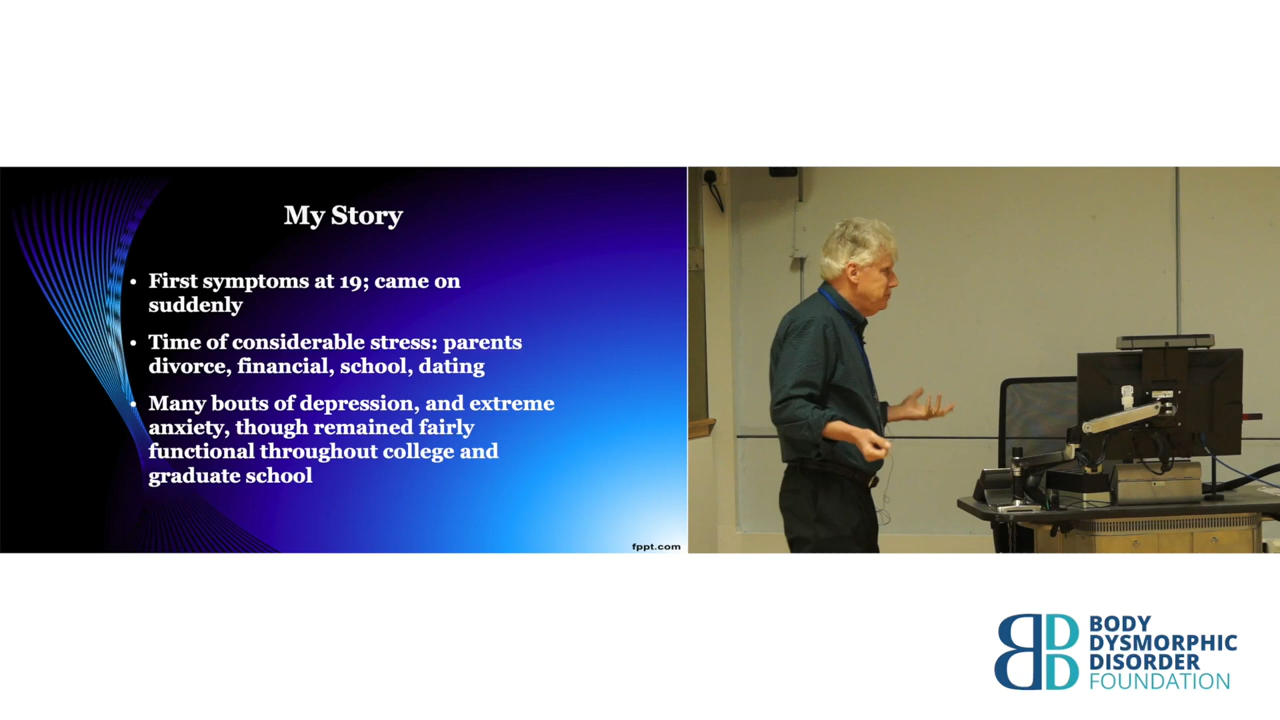 My Story
• First symptoms at 19; came on
suddenly
• Time of considerable stress: parents
divorce, financial, school, dating
• Many bouts of depression, and extreme
anxiety, though remained fairly
functional throughout college and
graduate school
fppt.com
BODY
DYSMORPHIC
DISORDER
FOUNDATION